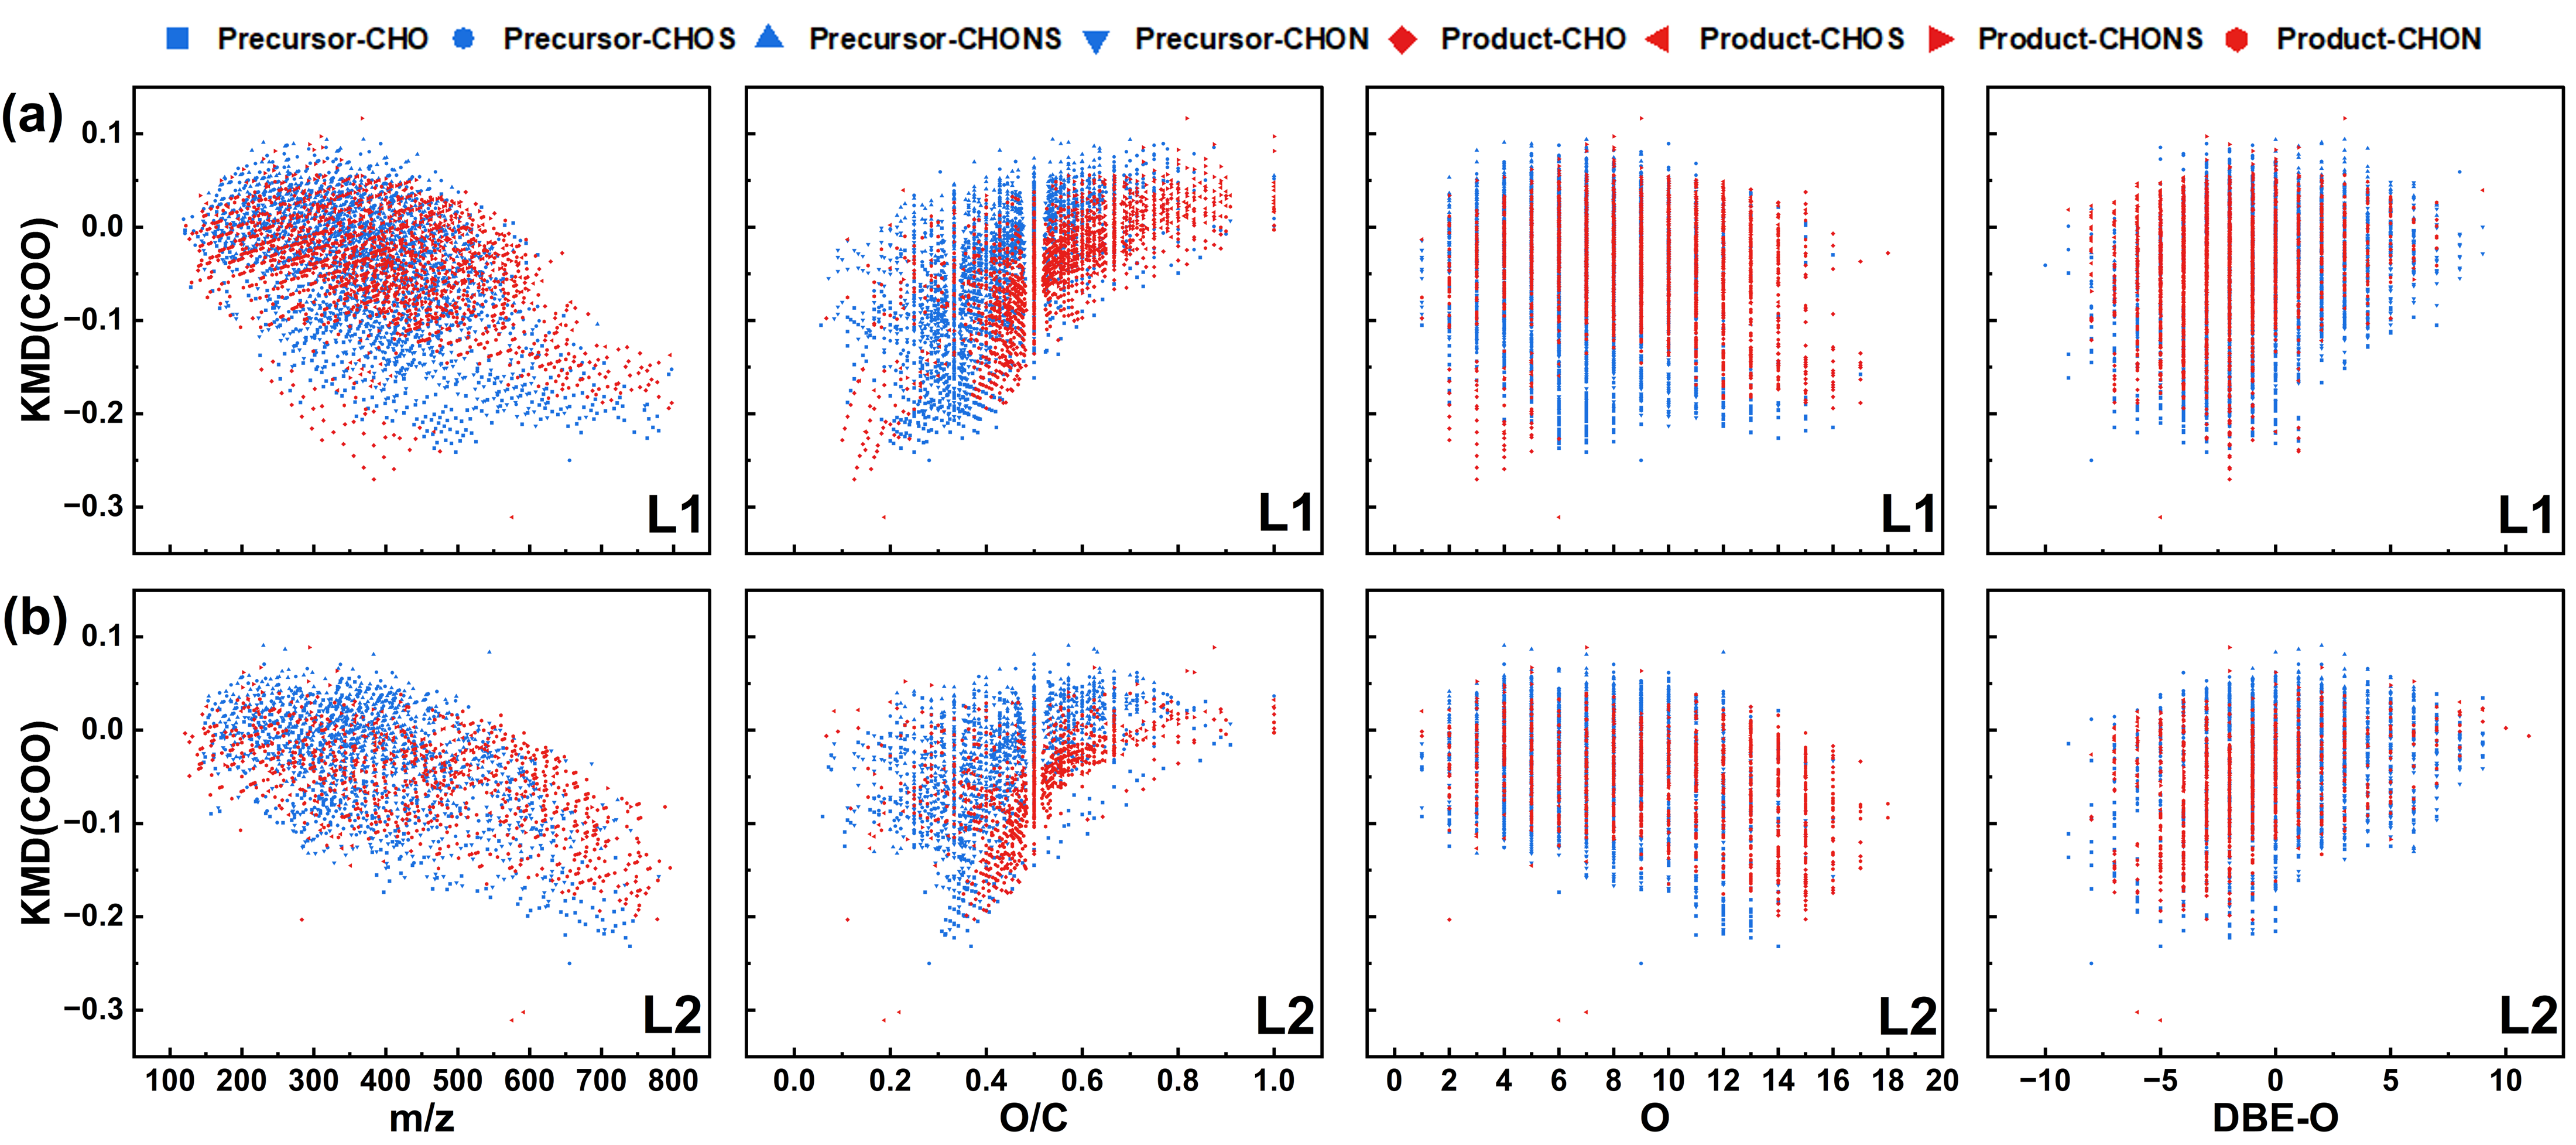 Precursor-CHO Precursor-CHOS Precursor-CHONS Precursor-CHON Product-CHO Product-CHOS Product-CHONS Product-CHON
(a)
KMD(COO)
0.1
0.0
−0.1
−0.2
−0.3
L1 L1 L1 L1
(b)
KMD(COO)
0.1
0.0
−0.1
−0.2
−0.3
L2 L2 L2 L2
100 200 300 400 500 600 700 800 0.0 0.2 0.4 0.6 0.8 1.0 0 2 4 6 8 10 12 14 16 18 20 −10 −5 0 5 10
m/z O/C O DBE-O